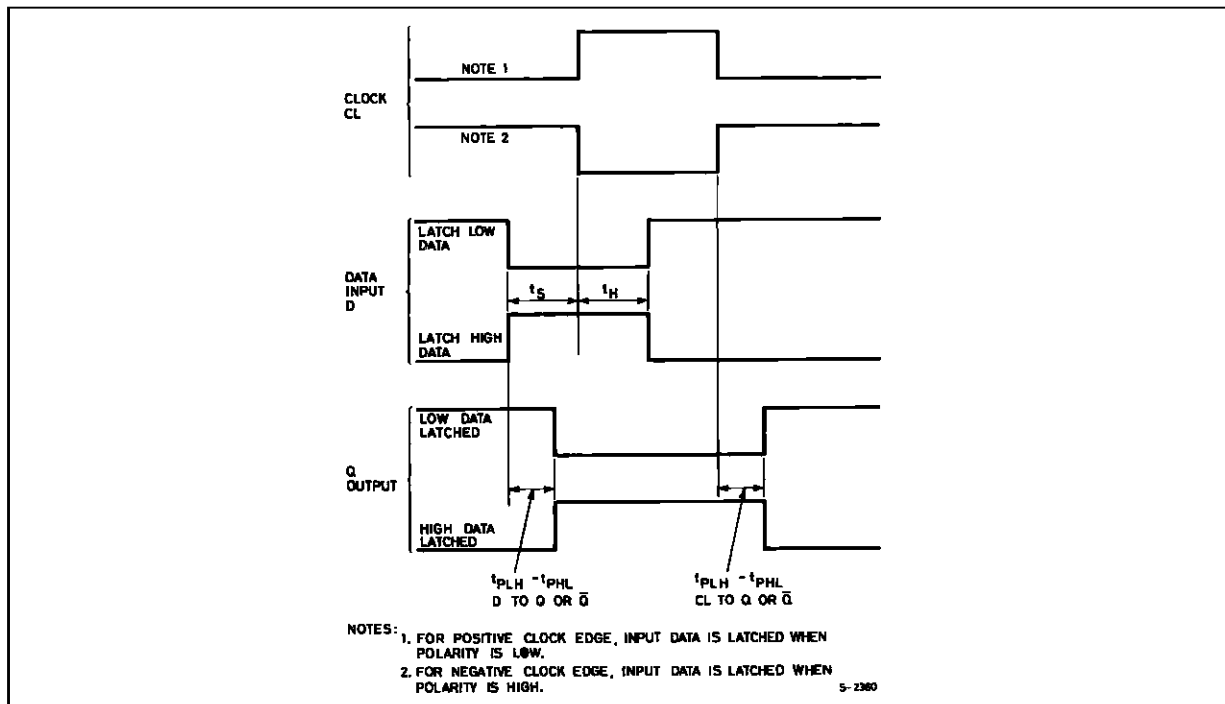 NOTE 1
CLOCK
CL
NOTE 2
LATCH LOW
DATA
DATA
INPUT
D
tS
tH
LATCH HIGH
DATA
LOW DATA
LATCHED
Q
OUTPUT
HIGH DATA
LATCHED
tPLH - tPHL
D TO Q OR Q̅
tPLH - tPHL
CL TO Q OR Q̅
NOTES:
1. FOR POSITIVE CLOCK EDGE, INPUT DATA IS LATCHED WHEN
POLARITY IS LOW.
2. FOR NEGATIVE CLOCK EDGE, INPUT DATA IS LATCHED WHEN
POLARITY IS HIGH.
S-2360